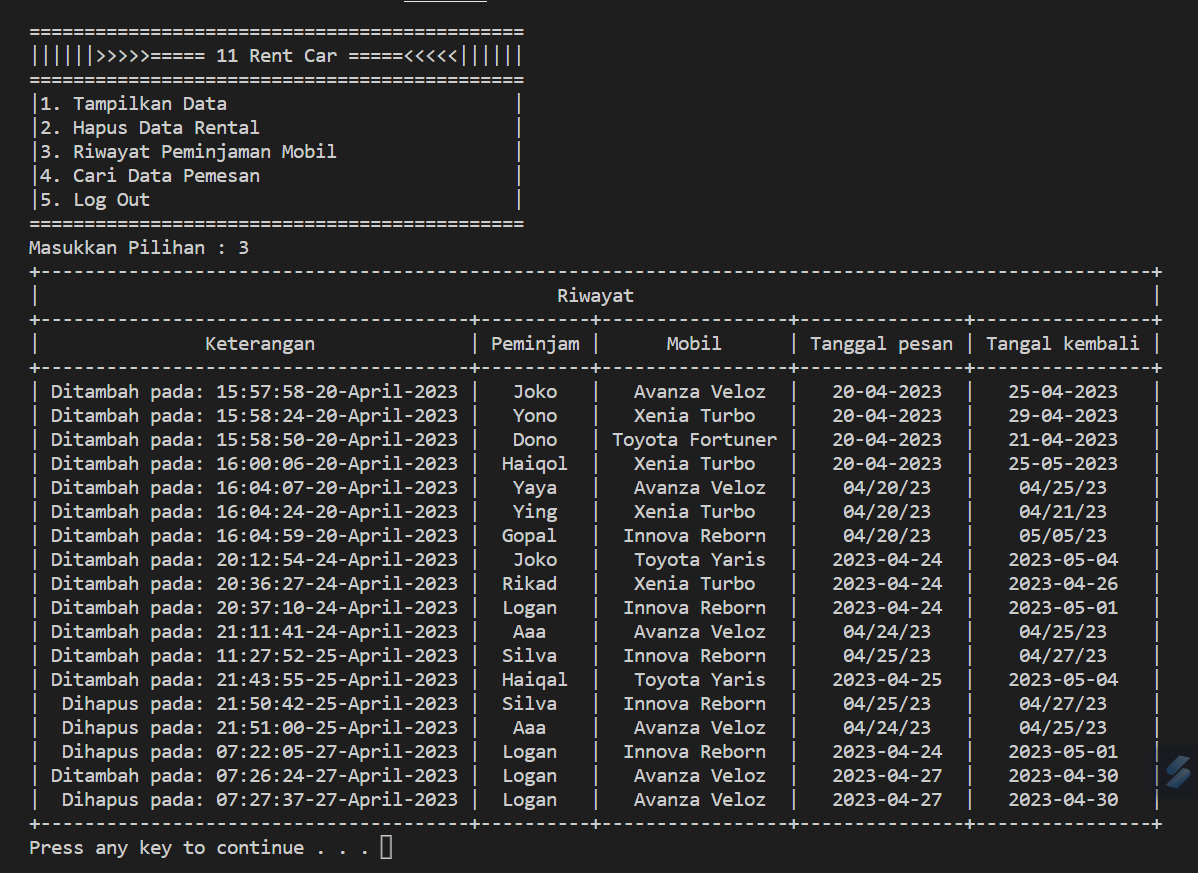 =============================================
||||||>>>>>===== 11 Rent Car =====<<<<<||||||
=============================================
|1. Tampilkan Data                          |
|2. Hapus Data Rental                       |
|3. Riwayat Peminjaman Mobil                |
|4. Cari Data Pemesan                       |
|5. Log Out                                 |
=============================================
Masukkan Pilihan : 3
+-----------------------------------------------------------------------------------------------------+
|                                               Riwayat                                               |
+---------------------------------------+----------+-----------------+---------------+----------------+
|               Keterangan              | Peminjam |      Mobil      | Tanggal pesan | Tangal kembali |
+---------------------------------------+----------+-----------------+---------------+----------------+
| Ditambah pada: 15:57:58-20-April-2023 |   Joko   |   Avanza Veloz  |   20-04-2023  |   25-04-2023   |
| Ditambah pada: 15:58:24-20-April-2023 |   Yono   |   Xenia Turbo   |   20-04-2023  |   29-04-2023   |
| Ditambah pada: 15:58:50-20-April-2023 |   Dono   | Toyota Fortuner |   20-04-2023  |   21-04-2023   |
| Ditambah pada: 16:00:06-20-April-2023 |  Haiqol  |   Xenia Turbo   |   20-04-2023  |   25-05-2023   |
| Ditambah pada: 16:04:07-20-April-2023 |   Yaya   |   Avanza Veloz  |    04/20/23   |    04/25/23    |
| Ditambah pada: 16:04:24-20-April-2023 |   Ying   |   Xenia Turbo   |    04/20/23   |    04/21/23    |
| Ditambah pada: 16:04:59-20-April-2023 |  Gopal   |  Innova Reborn  |    04/20/23   |    05/05/23    |
| Ditambah pada: 20:12:54-24-April-2023 |   Joko   |   Toyota Yaris  |   2023-04-24  |   2023-05-04   |
| Ditambah pada: 20:36:27-24-April-2023 |  Rikad   |   Xenia Turbo   |   2023-04-24  |   2023-04-26   |
| Ditambah pada: 20:37:10-24-April-2023 |  Logan   |  Innova Reborn  |   2023-04-24  |   2023-05-01   |
| Ditambah pada: 21:11:41-24-April-2023 |   Aaa    |   Avanza Veloz  |    04/24/23   |    04/25/23    |
| Ditambah pada: 11:27:52-25-April-2023 |  Silva   |  Innova Reborn  |    04/25/23   |    04/27/23    |
| Ditambah pada: 21:43:55-25-April-2023 |  Haiqal  |   Toyota Yaris  |   2023-04-25  |   2023-05-04   |
|  Dihapus pada: 21:50:42-25-April-2023 |  Silva   |  Innova Reborn  |    04/25/23   |    04/27/23    |
|  Dihapus pada: 21:51:00-25-April-2023 |   Aaa    |   Avanza Veloz  |    04/24/23   |    04/25/23    |
|  Dihapus pada: 07:22:05-27-April-2023 |  Logan   |  Innova Reborn  |   2023-04-24  |   2023-05-01   |
| Ditambah pada: 07:26:24-27-April-2023 |  Logan   |   Avanza Veloz  |   2023-04-27  |   2023-04-30   |
|  Dihapus pada: 07:27:37-27-April-2023 |  Logan   |   Avanza Veloz  |   2023-04-27  |   2023-04-30   |
+---------------------------------------+----------+-----------------+---------------+----------------+
Press any key to continue . . .